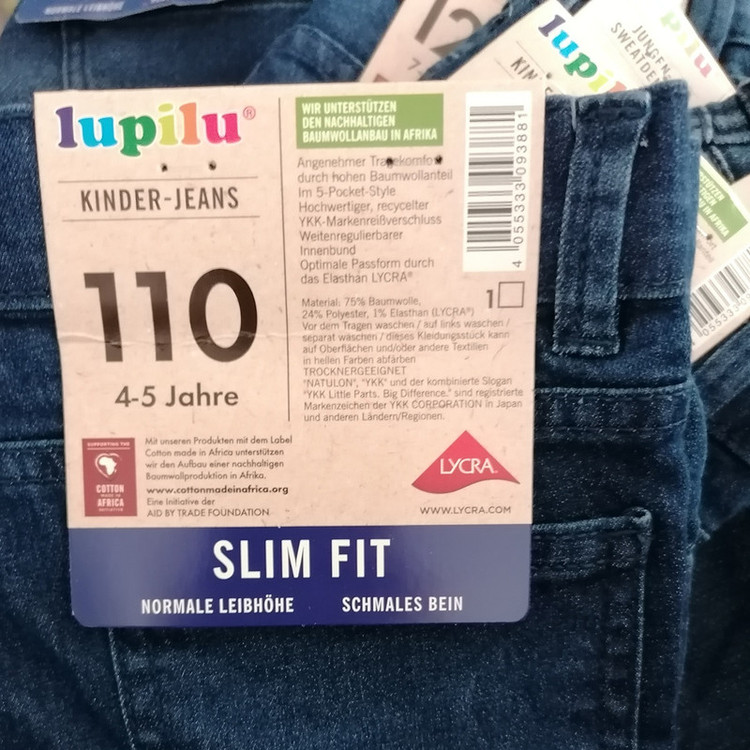 NORMALE LEIBHÖHE
12
lupilu
KIN
JUNGEN-
lupilu®
KINDER-JEANS
110
4-5 Jahre
WIR UNTERSTÜTZEN
DEN NACHHALTIGEN
BAUMWOLLANBAU IN AFRIKA
Angenehmer Tragekomfort
durch hohen Baumwollanteil
Im 5-Pocket-Style
Hochwertiger, recycelter
YKK-Markenreißverschluss
Weitenregulierbarer
Innenbund
Optimale Passform durch
das Elasthan LYCRA®
4 055333 093881
1
Material: 75% Baumwolle,
24% Polyester, 1% Elasthan (LYCRA®)
Vor dem Tragen waschen / auf links waschen /
separat waschen / dieses Kleidungsstück kann
auf Oberflächen und/oder andere Textilien
in hellen Farben abfärben
TROCKNERGEEIGNET
"NATULON", "YKK" und der kombinierte Slogan
"YKK Little Parts. Big Difference." sind registrierte
Markenzeichen der YKK CORPORATION in Japan
und anderen Ländern/Regionen.
SUPPORTING THE
COTTON
MADE IN
AFRICA
INITIATIVE
Mit unseren Produkten mit dem Label
Cotton made in Africa unterstützen
wir den Aufbau einer nachhaltigen
Baumwollproduktion in Afrika.
www.cottonmadeinafrica.org
Eine Initiative der
AID BY TRADE FOUNDATION
LYCRA
WWW.LYCRA.COM
SLIM FIT
NORMALE LEIBHÖHE SCHMALES BEIN